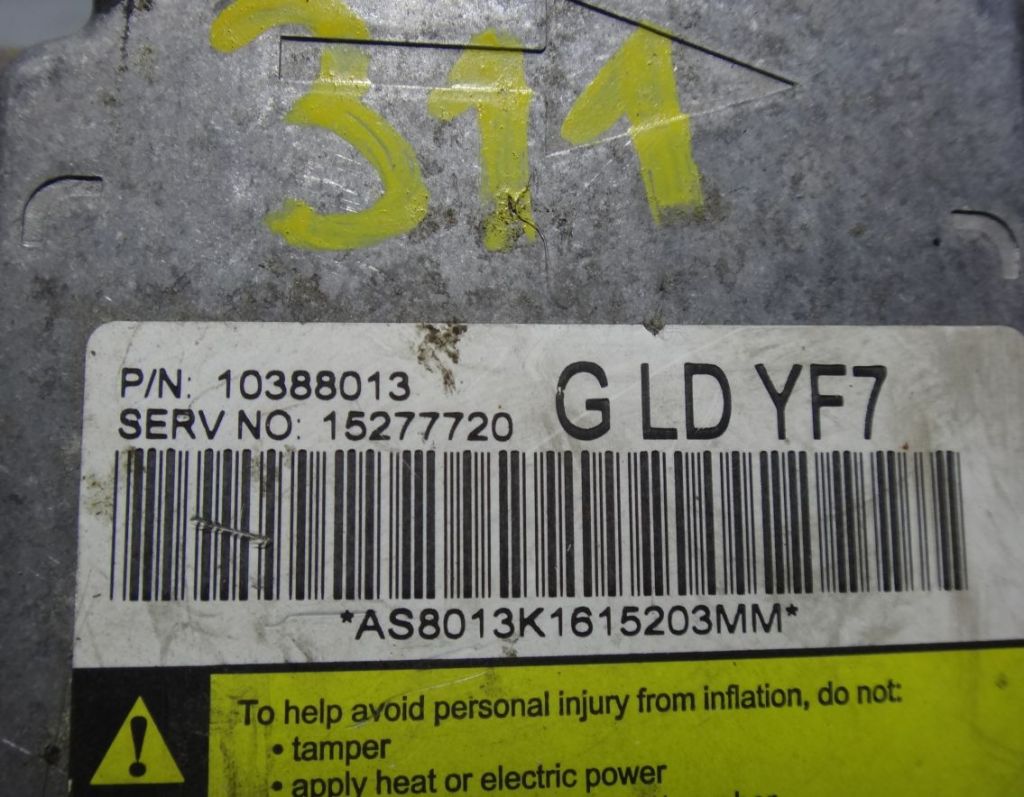 311
P/N: 10388013
SERV NO: 15277720
G LD YF7
*AS8013K1615203MM*
To help avoid personal injury from inflation, do not:
• tamper
• apply heat or electric power